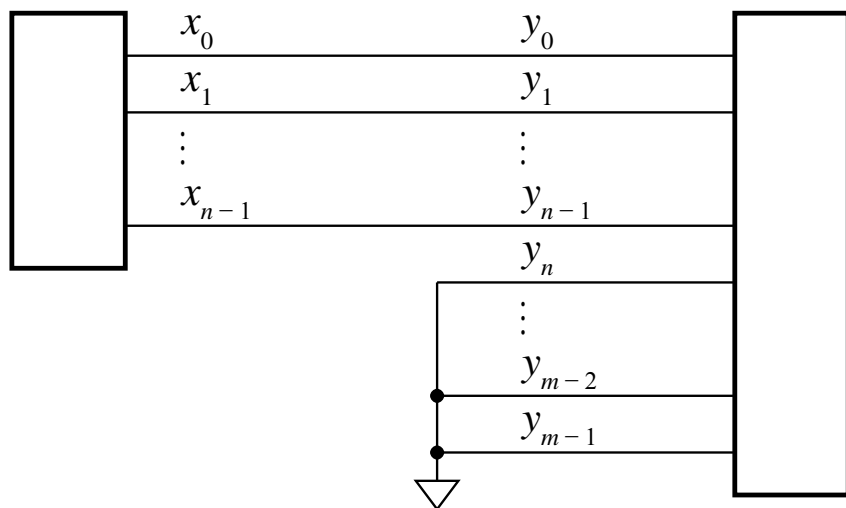 x₀ y₀
x₁ y₁
⋮ ⋮
xₙ₋₁ yₙ₋₁
yₙ
⋮
yₘ₋₂
yₘ₋₁